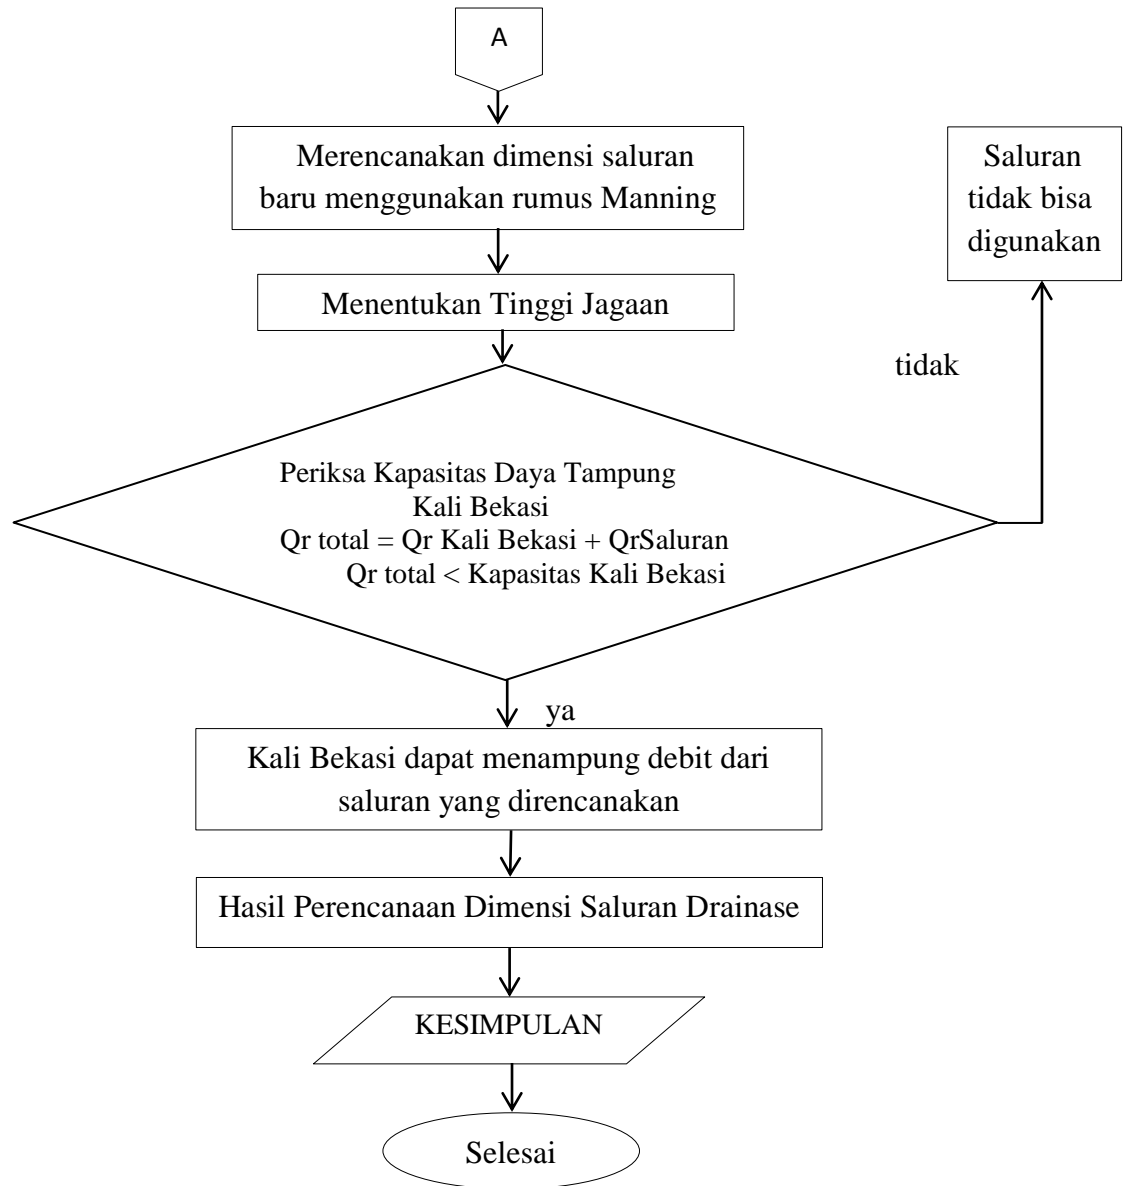 A
Merencanakan dimensi saluran
baru menggunakan rumus Manning
Saluran
tidak bisa
digunakan
Menentukan Tinggi Jagaan
tidak
Periksa Kapasitas Daya Tampung
Kali Bekasi
Qr total = Qr Kali Bekasi + QrSaluran
Qr total < Kapasitas Kali Bekasi
ya
Kali Bekasi dapat menampung debit dari
saluran yang direncanakan
Hasil Perencanaan Dimensi Saluran Drainase
KESIMPULAN
Selesai